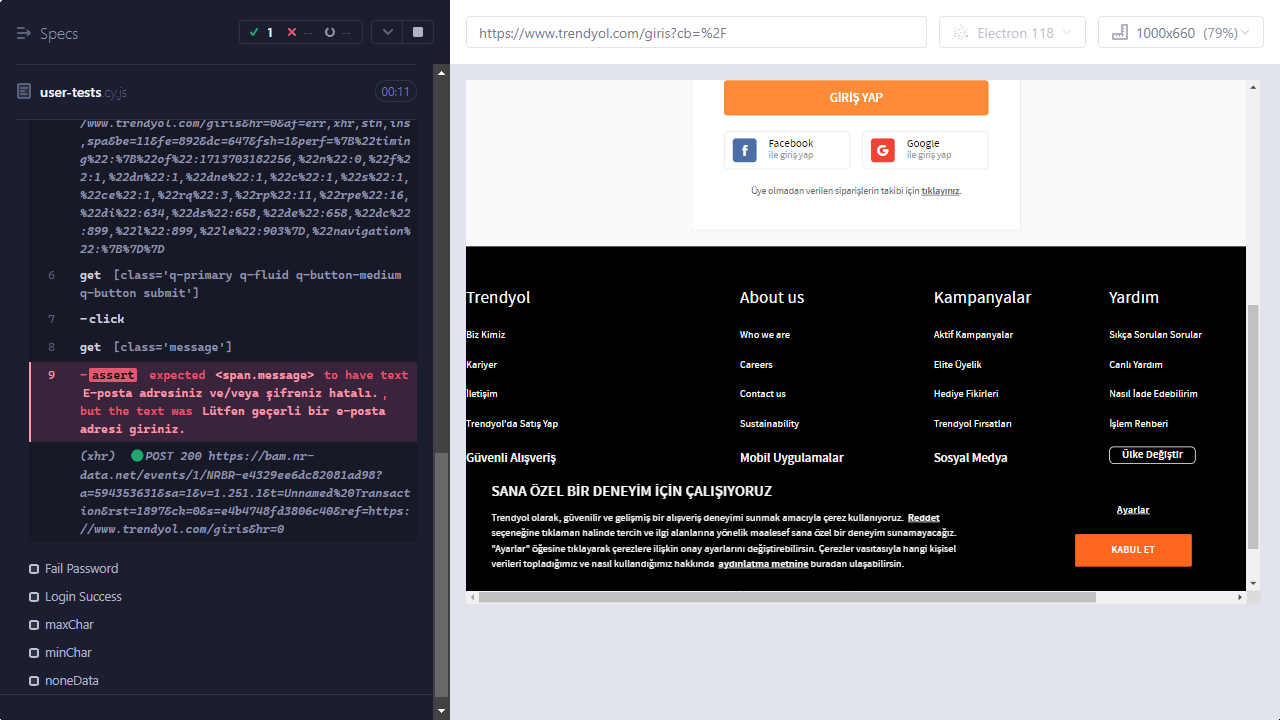 Specs
1
--
--
https://www.trendyol.com/giris?cb=%2F
Electron 118
1000x660 (79%)
user-tests.cy.js
00:11
/www.trendyol.com/giris&hr=0&af=err,xhr,stn,ins
,spa&be=11&fe=892&dc=647&fsh=1&perf=%7B%22timin
g%22:%7B%22of%22:1713703182256,%22n%22:0,%22f%2
2:1,%22dn%22:1,%22dne%22:1,%22c%22:1,%22s%22:1,
%22ce%22:1,%22rq%22:3,%22rp%22:11,%22rpe%22:16,
%22di%22:634,%22ds%22:658,%22de%22:658,%22dc%22
:899,%22l%22:899,%22le%22:903%7D,%22navigation%
22:%7B%7D%7D
6 get [class='q-primary q-fluid q-button-medium
q-button submit']
7 -click
8 get [class='message']
9 -assert expected <span.message> to have text
E-posta adresiniz ve/veya şifreniz hatalı.,
but the text was Lütfen geçerli bir e-posta
adresi giriniz.
(xhr) POST 200 https://bam.nr-
data.net/events/1/NRBR-e4329ee6dc82081ad98?
a=594353631&sa=1&v=1.251.1&t=Unnamed%20Transact
ion&rst=1897&ck=0&s=e4b4748fd3806c40&ref=https:
//www.trendyol.com/giris&hr=0
Fail Password
Login Success
maxChar
minChar
noneData
GİRİŞ YAP
Facebook
ile giriş yap
Google
ile giriş yap
Üye olmadan verilen siparişlerin takibi için tıklayınız.
Trendyol
Biz Kimiz
Kariyer
İletişim
Trendyol'da Satış Yap
Güvenli Alışveriş
About us
Who we are
Careers
Contact us
Sustainability
Mobil Uygulamalar
Kampanyalar
Aktif Kampanyalar
Elite Üyelik
Hediye Fikirleri
Trendyol Fırsatları
Sosyal Medya
Yardım
Sıkça Sorulan Sorular
Canlı Yardım
Nasıl İade Edebilirim
İşlem Rehberi
Ülke Değiştir
SANA ÖZEL BİR DENEYİM İÇİN ÇALIŞIYORUZ
Trendyol olarak, güvenilir ve gelişmiş bir alışveriş deneyimi sunmak amacıyla çerez kullanıyoruz. Reddet
seçeneğine tıklaman halinde tercih ve ilgi alanlarına yönelik maalesef sana özel bir deneyim sunamayacağız.
"Ayarlar" öğesine tıklayarak çerezlere ilişkin onay ayarlarını değiştirebilirsin. Çerezler vasıtasıyla hangi kişisel
verileri topladığımız ve nasıl kullandığımız hakkında aydınlatma metnine buradan ulaşabilirsin.
Ayarlar
KABUL ET